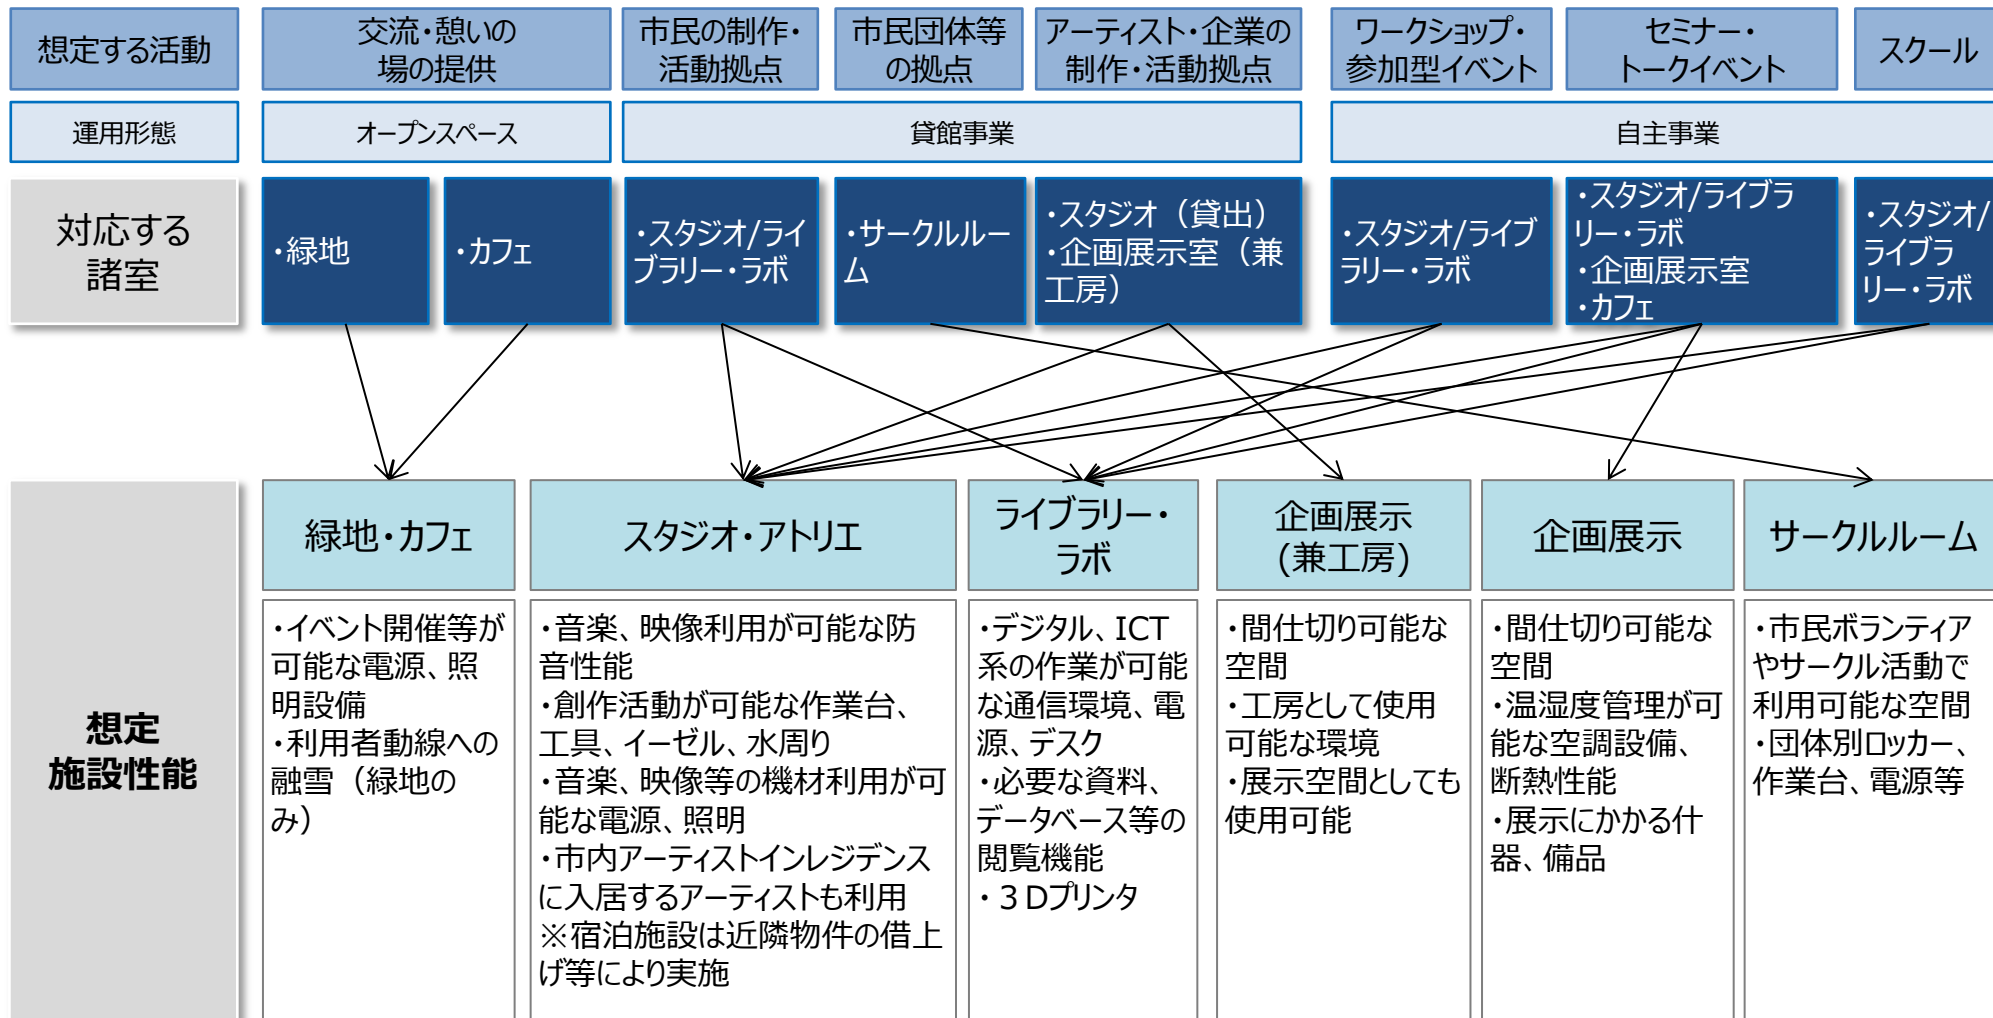 想定する活動
交流・憩いの
場の提供
市民の制作・
活動拠点
市民団体等
の拠点
アーティスト・企業の
制作・活動拠点
ワークショップ・
参加型イベント
セミナー・
トークイベント
スクール
運用形態
オープンスペース
貸館事業
自主事業
対応する
諸室
・緑地
・カフェ
・スタジオ/ライ
ブラリー・ラボ
・サークルルー
ム
・スタジオ（貸出）
・企画展示室（兼
工房）
・スタジオ/ライブ
ラリー・ラボ
・スタジオ/ライブラ
リー・ラボ
・企画展示室
・カフェ
・スタジオ/
ライブラ
リー・ラボ
想定
施設性能
緑地・カフェ
スタジオ・アトリエ
ライブラリー・
ラボ
企画展示
(兼工房)
企画展示
サークルルーム
・イベント開催等が
可能な電源、照
明設備
・利用者動線への
融雪（緑地の
み）
・音楽、映像利用が可能な防
音性能
・創作活動が可能な作業台、
工具、イーゼル、水周り
・音楽、映像等の機材利用が可
能な電源、照明
・市内アーティストインレジデンス
に入居するアーティストも利用
※宿泊施設は近隣物件の借上
げ等により実施
・デジタル、ICT
系の作業が可能
な通信環境、電
源、デスク
・必要な資料、
データベース等の
閲覧機能
・３Dプリンタ
・間仕切り可能な
空間
・工房として使用
可能な環境
・展示空間としても
使用可能
・間仕切り可能な
空間
・温湿度管理が可
能な空調設備、
断熱性能
・展示にかかる什
器、備品
・市民ボランティア
やサークル活動で
利用可能な空間
・団体別ロッカー、
作業台、電源等